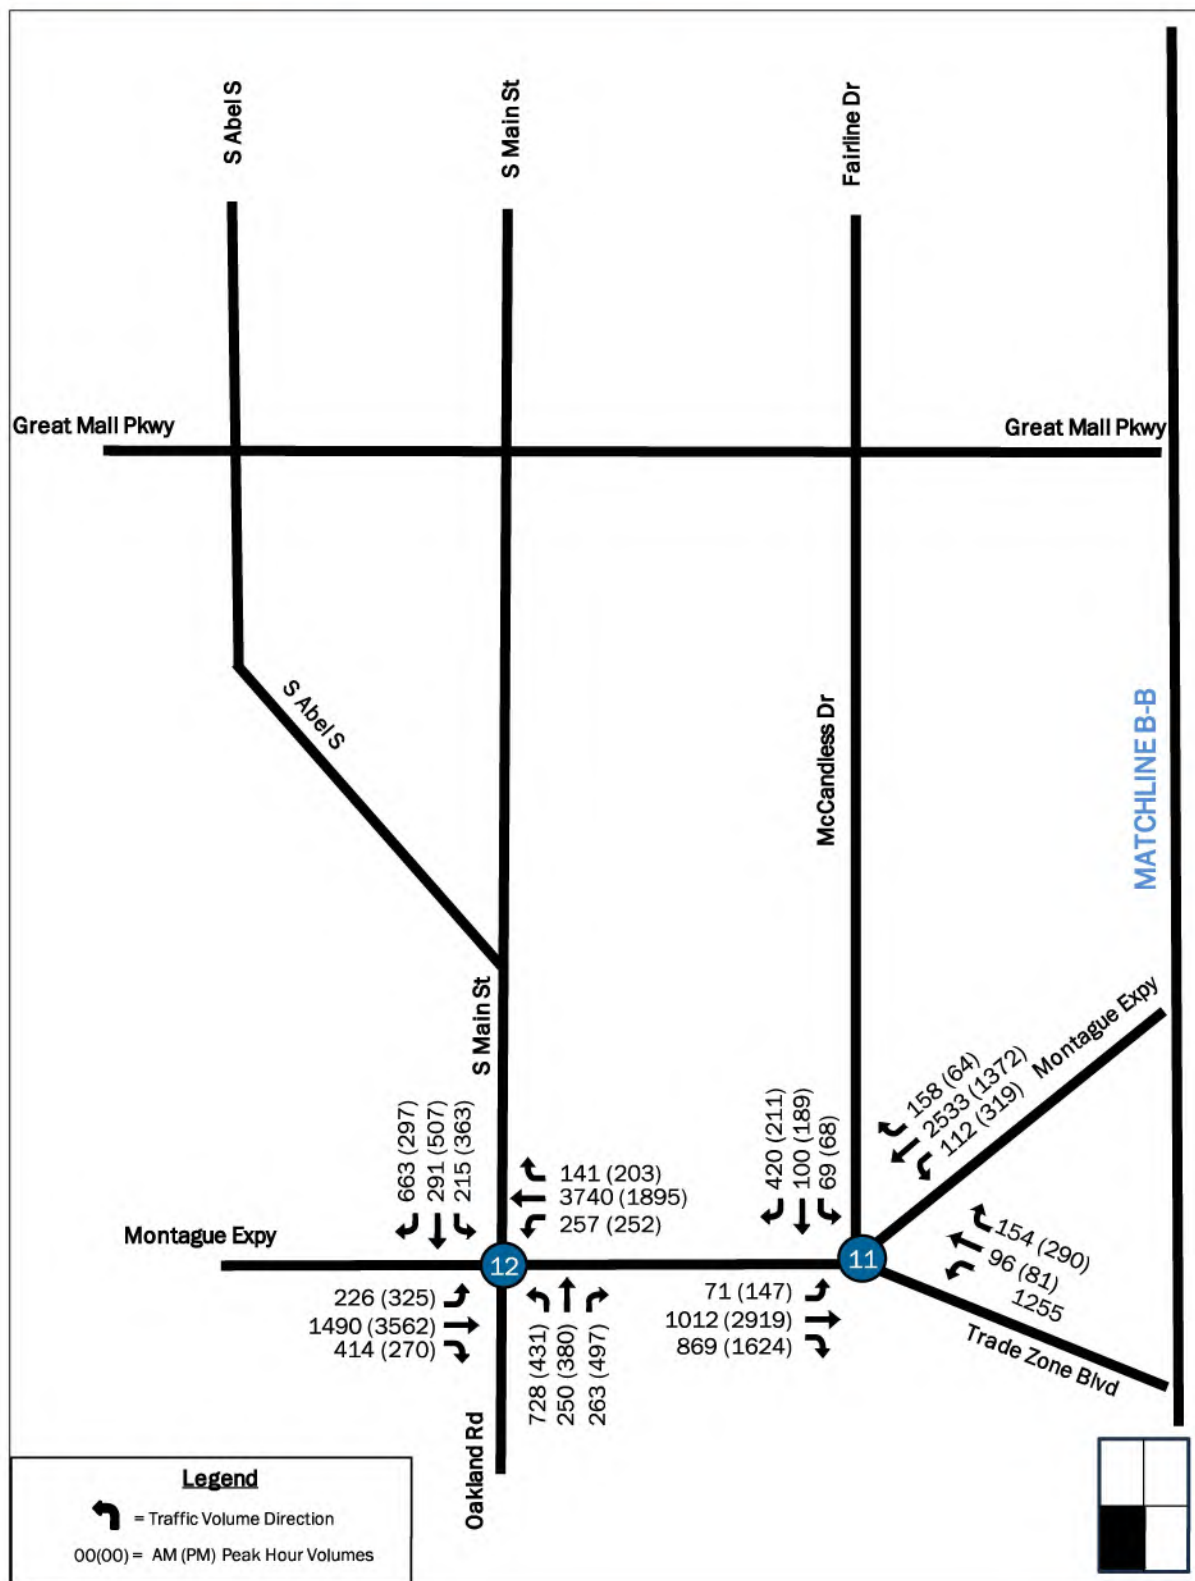 S Abel S
S Main St
Fairline Dr
Great Mall Pkwy
Great Mall Pkwy
S Abel S
McCandless Dr
MATCHLINE B-B
S Main St
Montague Expy
158 (64)
2533 (1372)
112 (319)
663 (297)
291 (507)
215 (363)
141 (203)
3740 (1895)
257 (252)
420 (211)
100 (189)
69 (68)
Montague Expy
12
11
154 (290)
96 (81)
1255
226 (325)
1490 (3562)
414 (270)
728 (431)
250 (380)
263 (497)
71 (147)
1012 (2919)
869 (1624)
Trade Zone Blvd
Oakland Rd
Legend
= Traffic Volume Direction
00(00) = AM (PM) Peak Hour Volumes